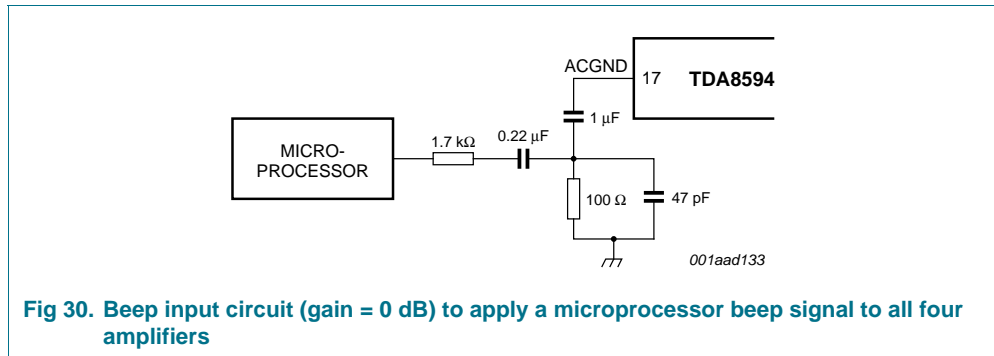 ACGND
17
TDA8594
1 μF
MICRO-
PROCESSOR
1.7 kΩ
0.22 μF
100 Ω
47 pF
001aad133
Fig 30. Beep input circuit (gain = 0 dB) to apply a microprocessor beep signal to all four
amplifiers